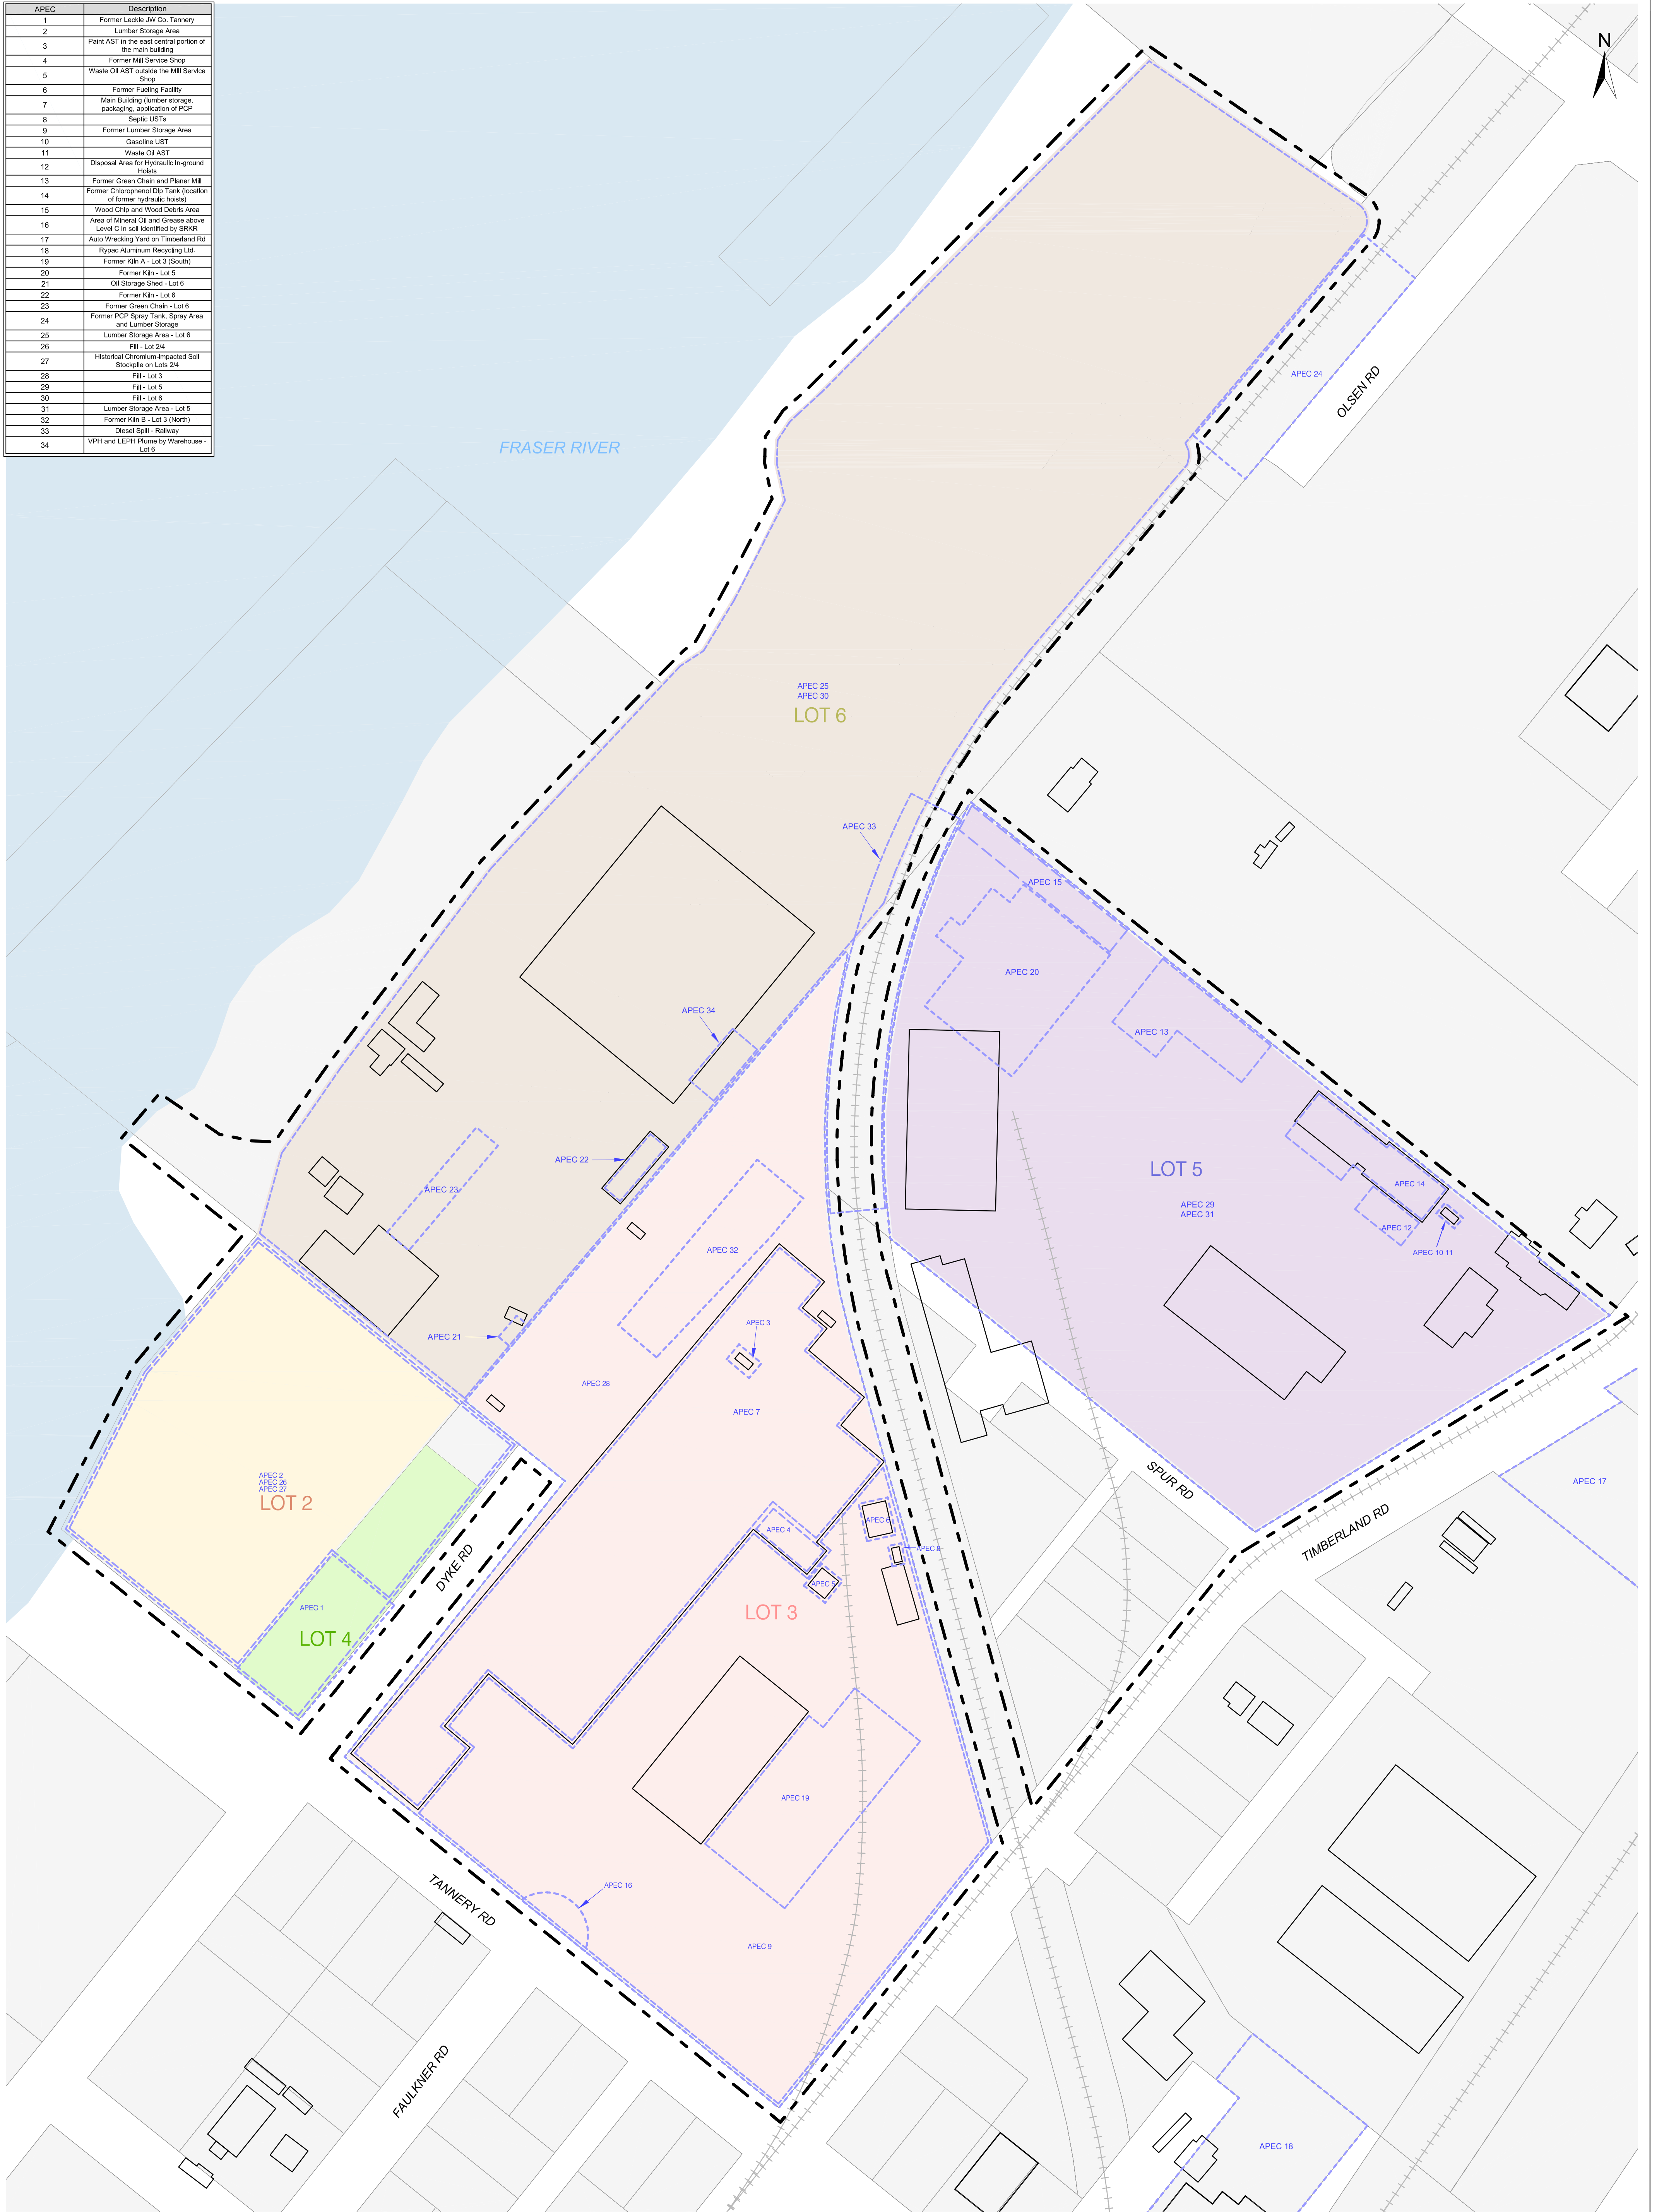 APEC Description
1 Former Leckie JW Co. Tannery
2 Lumber Storage Area
3 Paint AST in the east central portion of
the main building
4 Former Mill Service Shop
5 Waste Oil AST outside the Mill Service
Shop
6 Former Fueling Facility
7 Main Building (lumber storage,
packaging, application of PCP
8 Septic USTs
9 Former Lumber Storage Area
10 Gasoline UST
11 Waste Oil AST
12 Disposal Area for Hydraulic In-ground
Hoists
13 Former Green Chain and Planer Mill
14 Former Chlorophenol Dip Tank (location
of former hydraulic hoists)
15 Wood Chip and Wood Debris Area
16 Area of Mineral Oil and Grease above
Level C in soil identified by SRKR
17 Auto Wrecking Yard on Timberland Rd
18 Rypac Aluminum Recycling Ltd.
19 Former Kiln A - Lot 3 (South)
20 Former Kiln - Lot 5
21 Oil Storage Shed - Lot 6
22 Former Kiln - Lot 6
23 Former Green Chain - Lot 6
24 Former PCP Spray Tank, Spray Area
and Lumber Storage
25 Lumber Storage Area - Lot 6
26 Fill - Lot 2/4
27 Historical Chromium-Impacted Soil
Stockpile on Lots 2/4
28 Fill - Lot 3
29 Fill - Lot 5
30 Fill - Lot 6
31 Lumber Storage Area - Lot 5
32 Former Kiln B - Lot 3 (North)
33 Diesel Spill - Railway
34 VPH and LEPH Plume by Warehouse -
Lot 6
N
APEC 24
OLSEN RD
FRASER RIVER
APEC 25
APEC 30
LOT 6
APEC 33
APEC 15
APEC 20
APEC 34
APEC 13
APEC 22
LOT 5
APEC 23
APEC 14
APEC 29
APEC 31
APEC 12
APEC 32
APEC 10 11
APEC 3
APEC 21
APEC 28
APEC 7
APEC 2
APEC 26
APEC 27
LOT 2
SPUR RD
APEC 17
TIMBERLAND RD
APEC 6
APEC 4
APEC 8
DYKE RD
APEC 5
APEC 1
LOT 3
LOT 4
APEC 19
APEC 16
TANNERY RD
APEC 9
FAULKNER RD
APEC 18